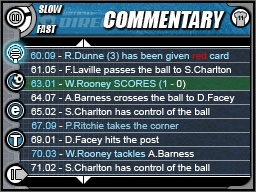 SLOW
FAST
COMMENTARY
60.09 - R.Dunne (3) has been given red card
61.05 - F.Laville passes the ball to S.Charlton
63.01 - W.Rooney SCORES (1 - 0)
64.07 - A.Barness crosses the ball to D.Facey
65.02 - S.Charlton has control of the ball
67.09 - P.Ritchie takes the corner
69.01 - D.Facey hits the post
70.03 - W.Rooney tackles A.Barness
71.02 - S.Charlton has control of the ball